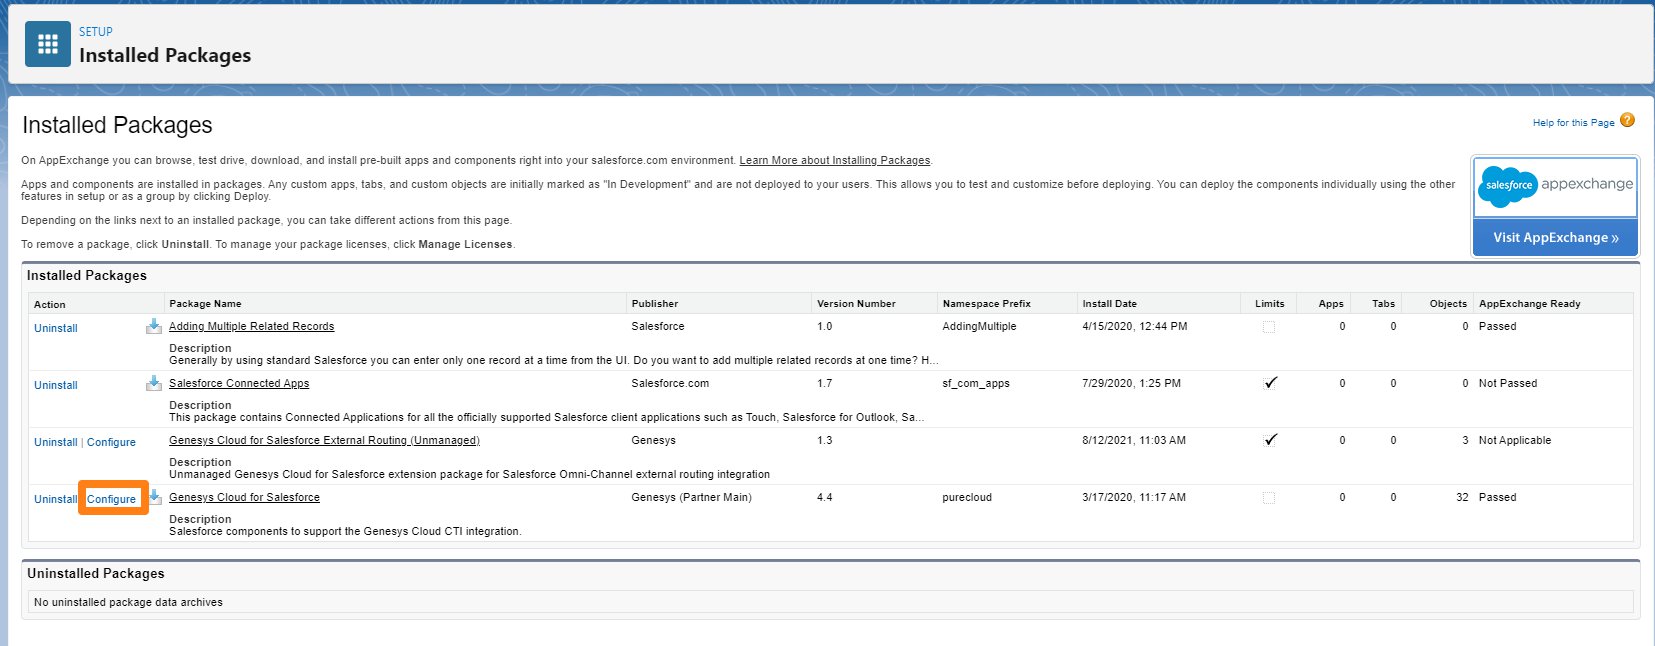 SETUP
Installed Packages
Installed Packages
Help for this Page ?
On AppExchange you can browse, test drive, download, and install pre-built apps and components right into your salesforce.com environment. Learn More about Installing Packages.
Apps and components are installed in packages. Any custom apps, tabs, and custom objects are initially marked as "In Development" and are not deployed to your users. This allows you to test and customize before deploying. You can deploy the components individually using the other
features in setup or as a group by clicking Deploy.
Depending on the links next to an installed package, you can take different actions from this page.
To remove a package, click Uninstall. To manage your package licenses, click Manage Licenses.
salesforce appexchange
Visit AppExchange »
Installed Packages
Action Package Name Publisher Version Number Namespace Prefix Install Date Limits Apps Tabs Objects AppExchange Ready
Uninstall Adding Multiple Related Records Salesforce 1.0 AddingMultiple 4/15/2020, 12:44 PM 0 0 0 Passed
Description
Generally by using standard Salesforce you can enter only one record at a time from the UI. Do you want to add multiple related records at one time? H...
Uninstall Salesforce Connected Apps Salesforce.com 1.7 sf_com_apps 7/29/2020, 1:25 PM 0 0 0 Not Passed
Description
This package contains Connected Applications for all the officially supported Salesforce client applications such as Touch, Salesforce for Outlook, Sa...
Uninstall | Configure Genesys Cloud for Salesforce External Routing (Unmanaged) Genesys 1.3 8/12/2021, 11:03 AM 0 0 3 Not Applicable
Description
Unmanaged Genesys Cloud for Salesforce extension package for Salesforce Omni-Channel external routing integration
Uninstall Configure Genesys Cloud for Salesforce Genesys (Partner Main) 4.4 purecloud 3/17/2020, 11:17 AM 0 0 32 Passed
Description
Salesforce components to support the Genesys Cloud CTI integration.
Uninstalled Packages
No uninstalled package data archives